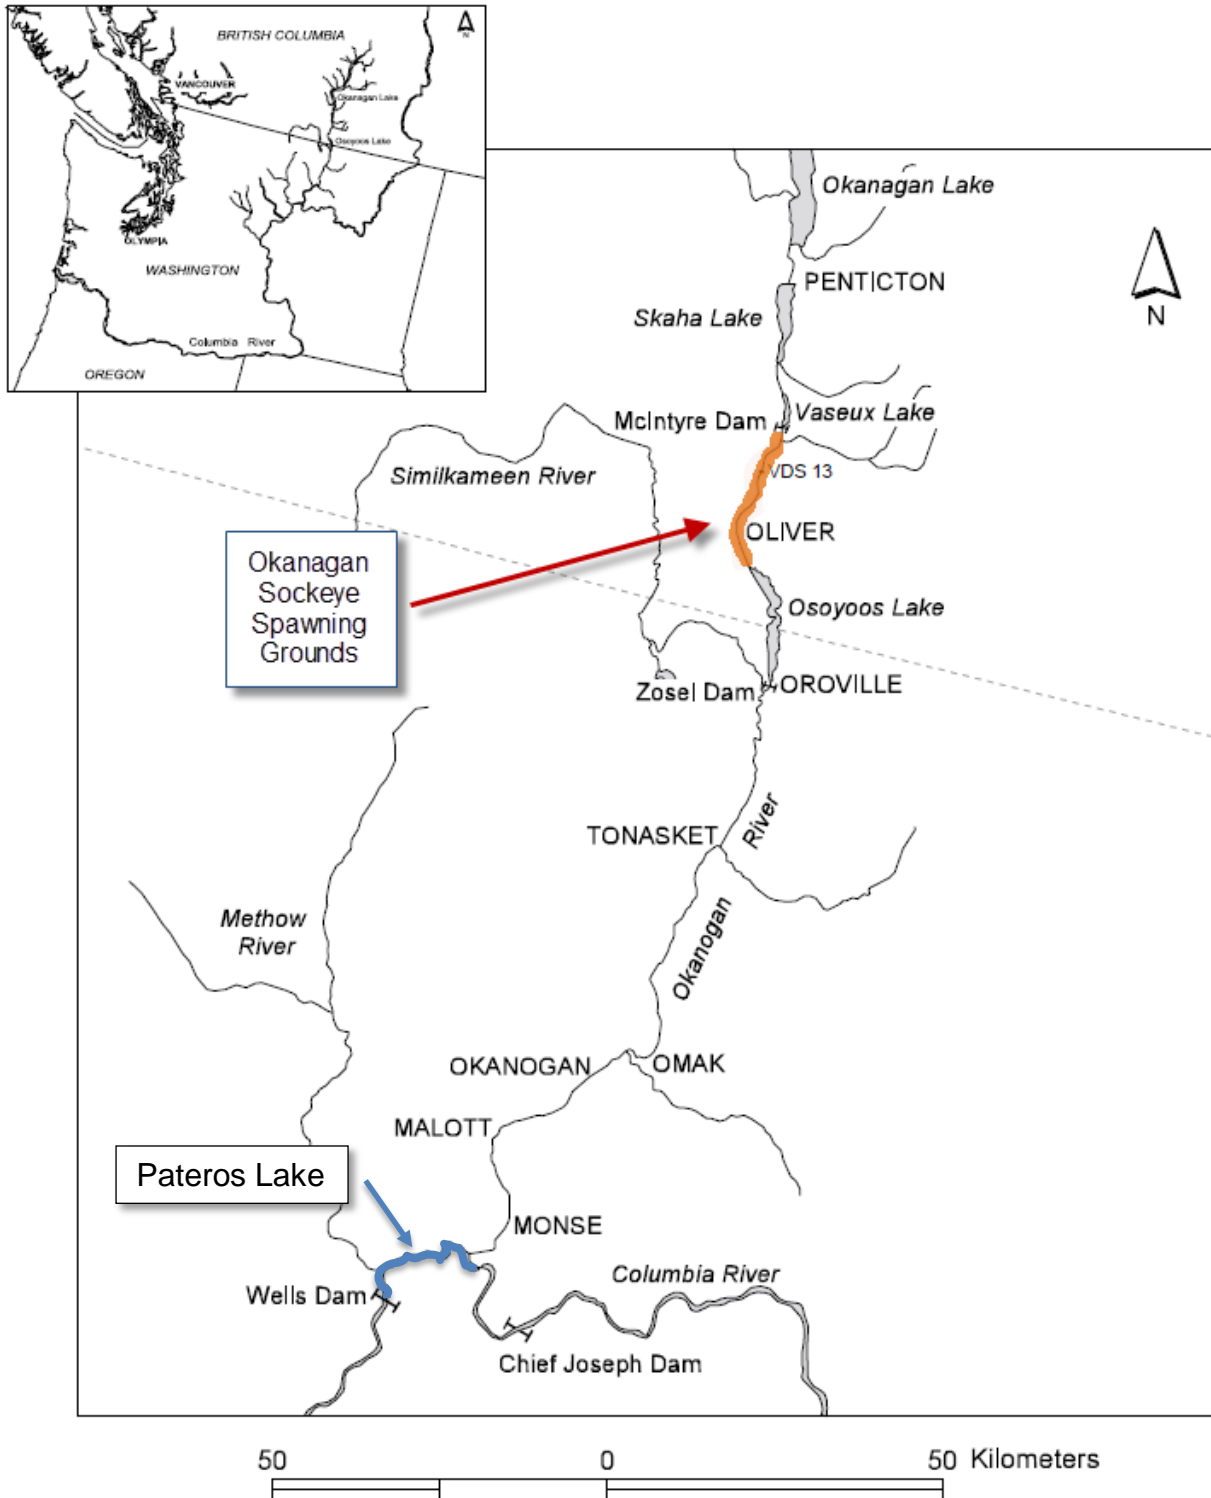 BRITISH COLUMBIA
N
VANCOUVER
Okanagan Lake
Osoyoos Lake
OLYMPIA
WASHINGTON
Columbia River
OREGON
Okanagan Lake
N
PENTICTON
Skaha Lake
McIntyre Dam
Vaseux Lake
Similkameen River
VDS 13
OLIVER
Okanagan
Sockeye
Spawning
Grounds
Osoyoos Lake
Zosel Dam
OROVILLE
TONASKET
River
Okanogan
Methow
River
OKANOGAN
OMAK
MALOTT
Pateros Lake
MONSE
Columbia River
Wells Dam
Chief Joseph Dam
50 0 50 Kilometers